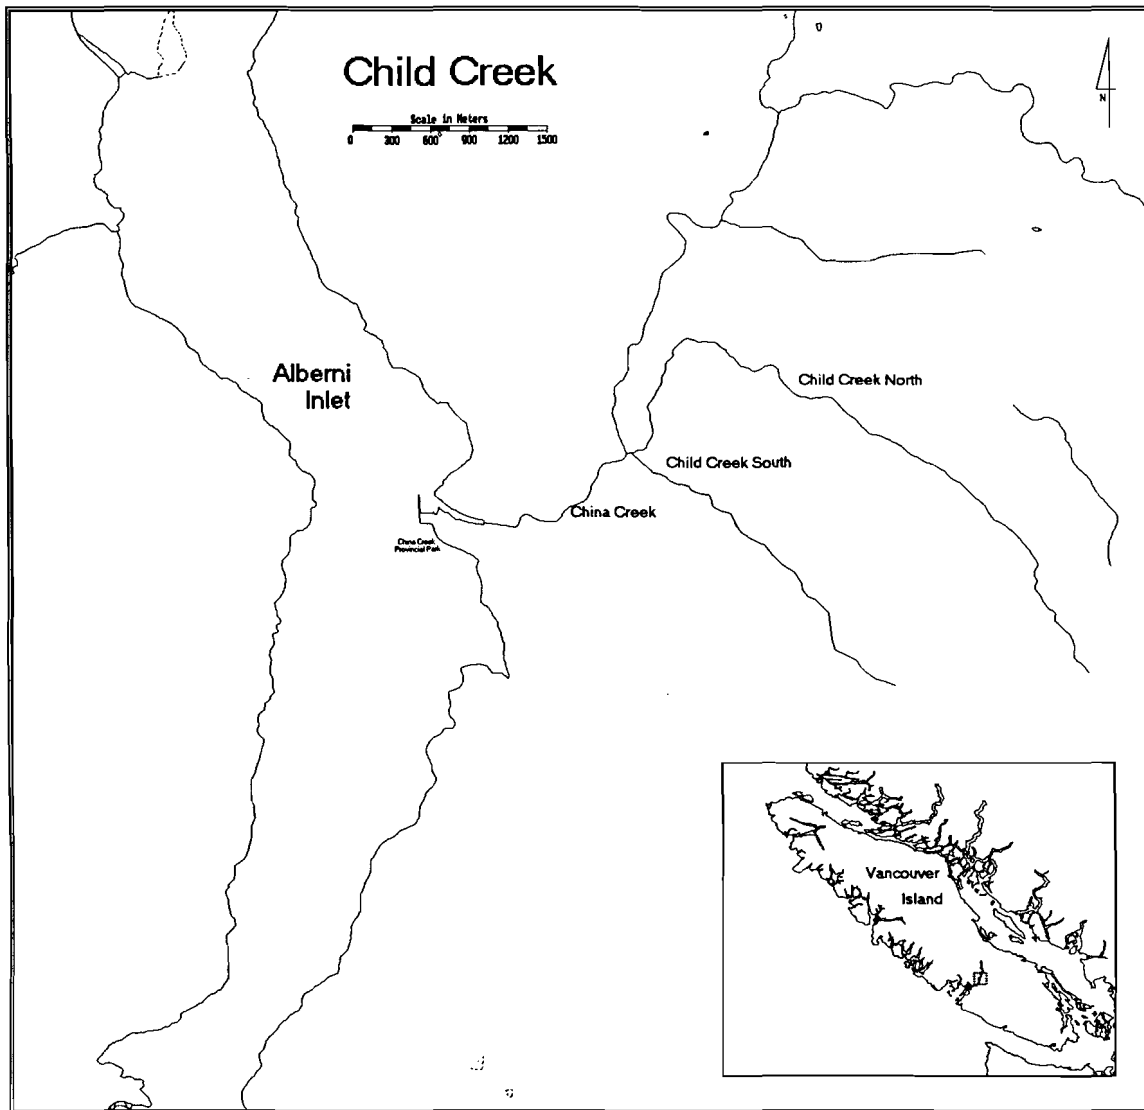 Child Creek
Scale in Meters
0 300 600 900 1200 1500
N
Alberni
Inlet
Child Creek North
Child Creek South
China Creek
China Creek
Provincial Park
Vancouver
Island